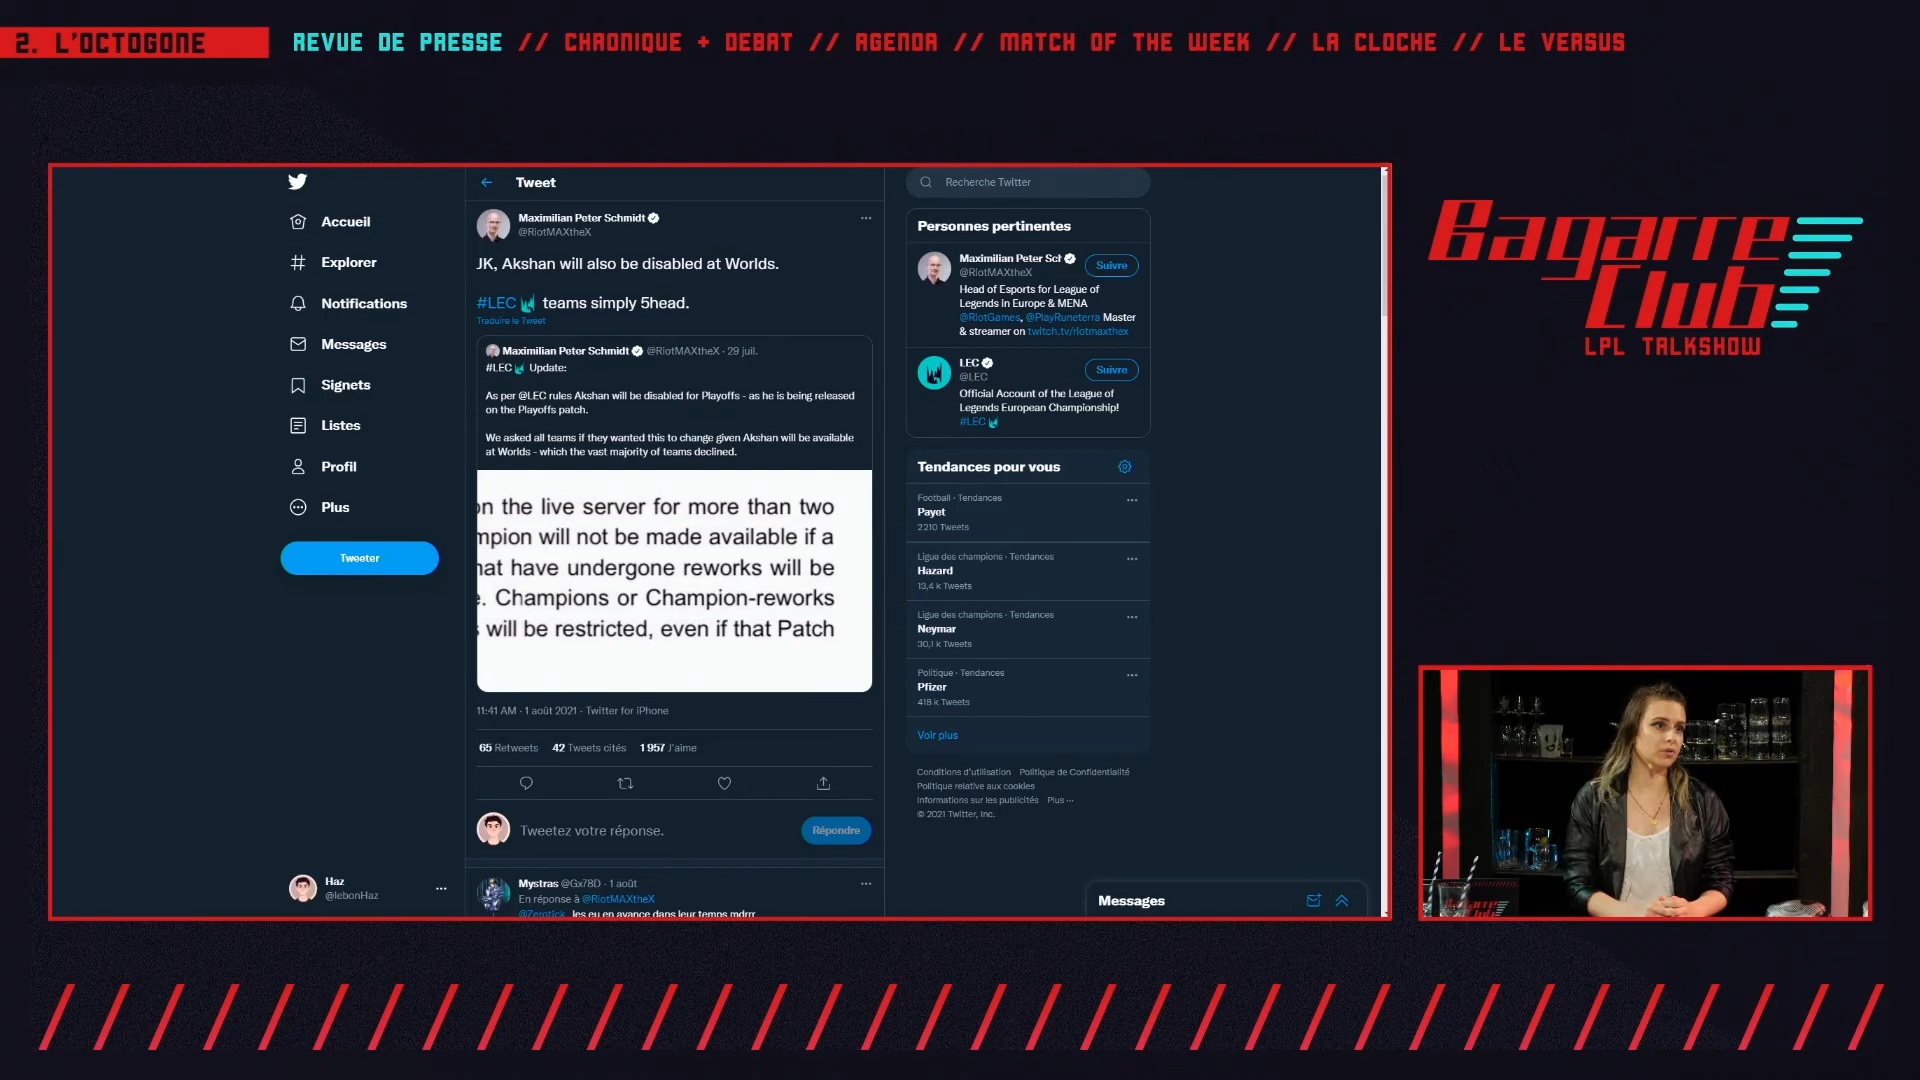 2. L'OCTOGONE
REVUE DE PRESSE // CHRONIQUE + DEBAT // AGENDA // MATCH OF THE WEEK // LA CLOCHE // LE VERSUS
Accueil
Explorer
Notifications
Messages
Signets
Listes
Profil
Plus
Tweeter
Haz
@lebonHaz
Tweet
Maximilian Peter Schmidt
@RiotMAXtheX
JK, Akshan will also be disabled at Worlds.
#LEC teams simply 5head.
Traduire le Tweet
Maximilian Peter Schmidt @RiotMAXtheX · 29 juil.
#LEC Update:
As per @LEC rules Akshan will be disabled for Playoffs - as he is being released
on the Playoffs patch.
We asked all teams if they wanted this to change given Akshan will be available
at Worlds - which the vast majority of teams declined.
on the live server for more than two
mpion will not be made available if a
hat have undergone reworks will be
e. Champions or Champion-reworks
s will be restricted, even if that Patch
11:41 AM · 1 août 2021 · Twitter for iPhone
65 Retweets 42 Tweets cités 1 957 J'aime
Tweetez votre réponse.
Répondre
Mystras @Gx78D · 1 août
En réponse à @RiotMAXtheX
@Zerotick_ les eu en avance dans leur temps mdrrr
Recherche Twitter
Personnes pertinentes
Maximilian Peter Sch
@RiotMAXtheX
Suivre
Head of Esports for League of
Legends in Europe & MENA
@RiotGames, @PlayRuneterra Master
& streamer on twitch.tv/riotmaxthex
LEC
@LEC
Suivre
Official Account of the League of
Legends European Championship!
#LEC
Tendances pour vous
Football · Tendances
Payet
2 210 Tweets
Ligue des champions · Tendances
Hazard
13,4 k Tweets
Ligue des champions · Tendances
Neymar
30,1 k Tweets
Politique · Tendances
Pfizer
418 k Tweets
Voir plus
Conditions d'utilisation Politique de Confidentialité
Politique relative aux cookies
Informations sur les publicités Plus ···
© 2021 Twitter, Inc.
Messages
Bagarre
Club
LPL TALKSHOW